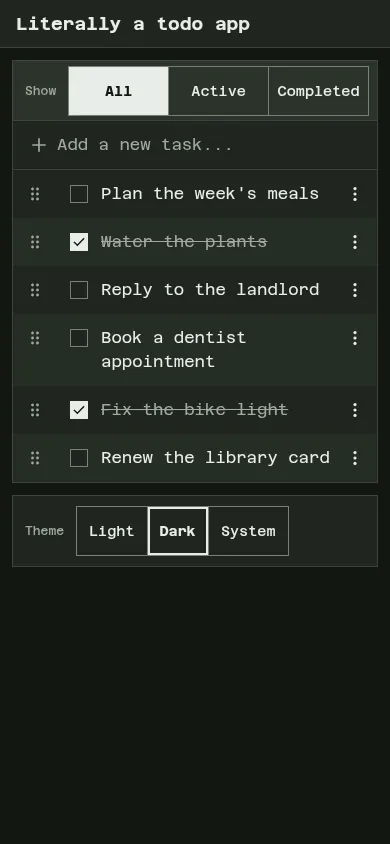 Literally a todo app
Show
All
Active
Completed
Add a new task...
Plan the week's meals
Water the plants
Reply to the landlord
Book a dentist
appointment
Fix the bike light
Renew the library card
Theme
Light
Dark
System